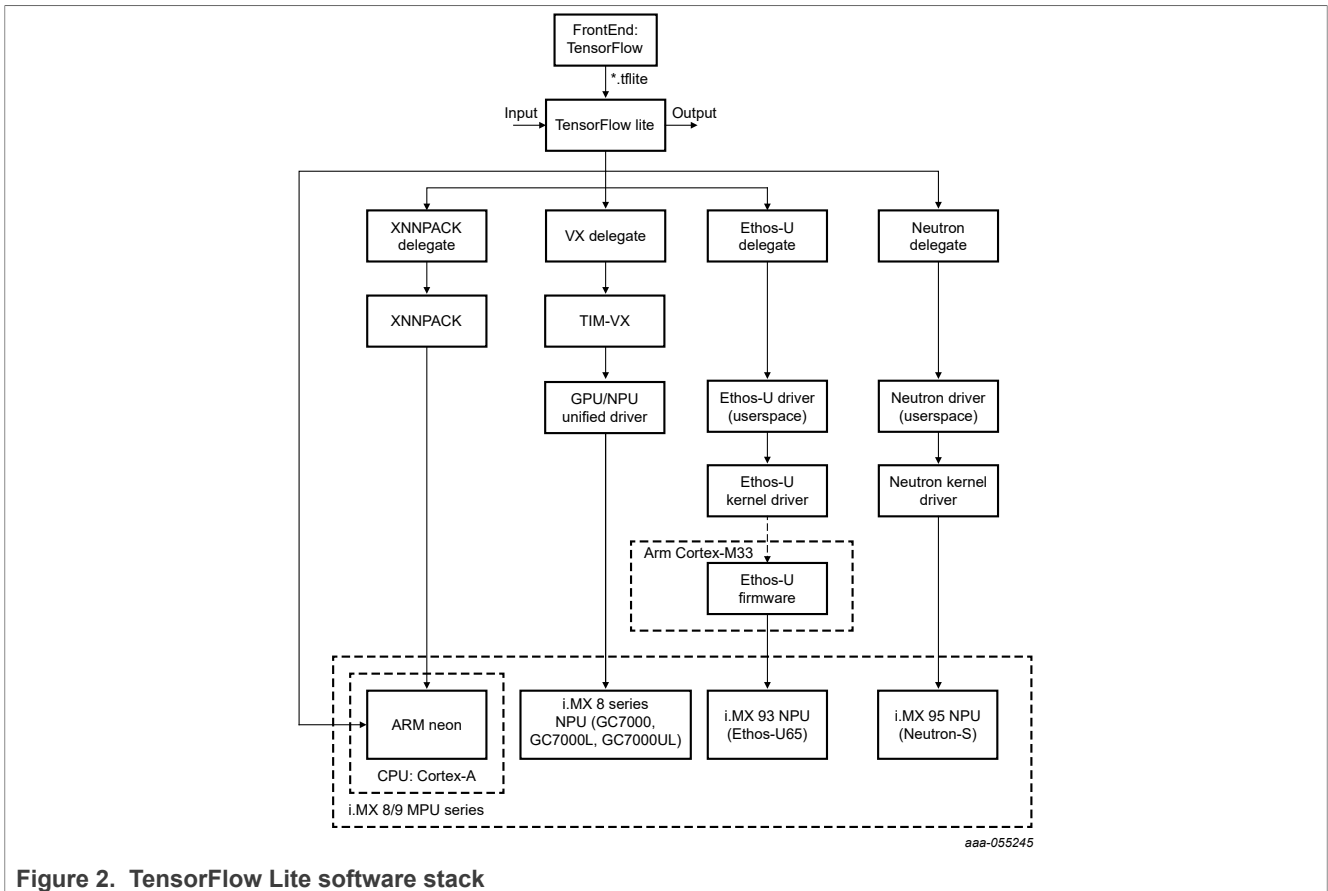 FrontEnd:
TensorFlow
*.tflite
Input
TensorFlow lite
Output
XNNPACK
delegate
VX delegate
Ethos-U
delegate
Neutron
delegate
XNNPACK
TIM-VX
GPU/NPU
unified driver
Ethos-U driver
(userspace)
Neutron driver
(userspace)
Ethos-U
kernel driver
Neutron kernel
driver
Arm Cortex-M33
Ethos-U
firmware
ARM neon
i.MX 8 series
NPU (GC7000,
GC7000L, GC7000UL)
i.MX 93 NPU
(Ethos-U65)
i.MX 95 NPU
(Neutron-S)
CPU: Cortex-A
i.MX 8/9 MPU series
aaa-055245
Figure 2. TensorFlow Lite software stack